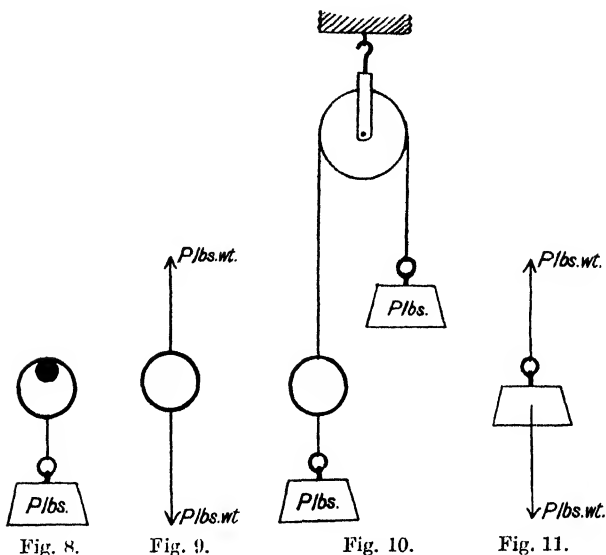 P lbs.wt.
P lbs.wt.
P lbs.
P lbs.
P lbs.
P lbs.wt
P lbs.wt.
Fig. 8.
Fig. 9.
Fig. 10.
Fig. 11.